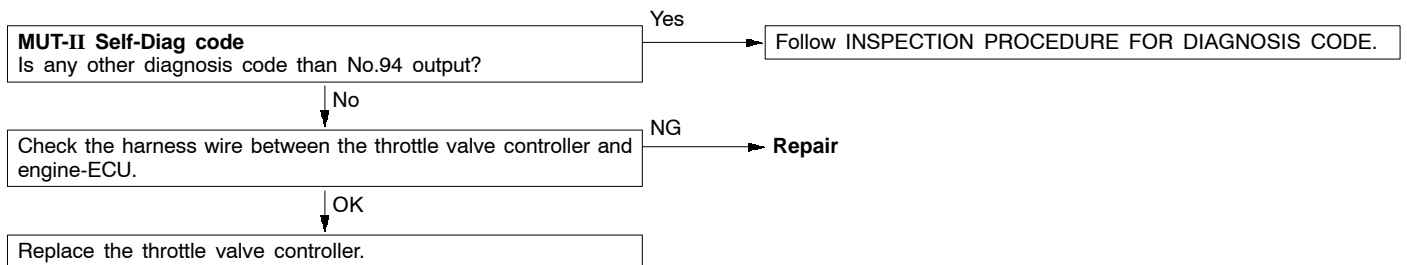 Yes
MUT-II Self-Diag code
Is any other diagnosis code than No.94 output?
Follow INSPECTION PROCEDURE FOR DIAGNOSIS CODE.
No
Check the harness wire between the throttle valve controller and
engine-ECU.
NG
Repair
OK
Replace the throttle valve controller.